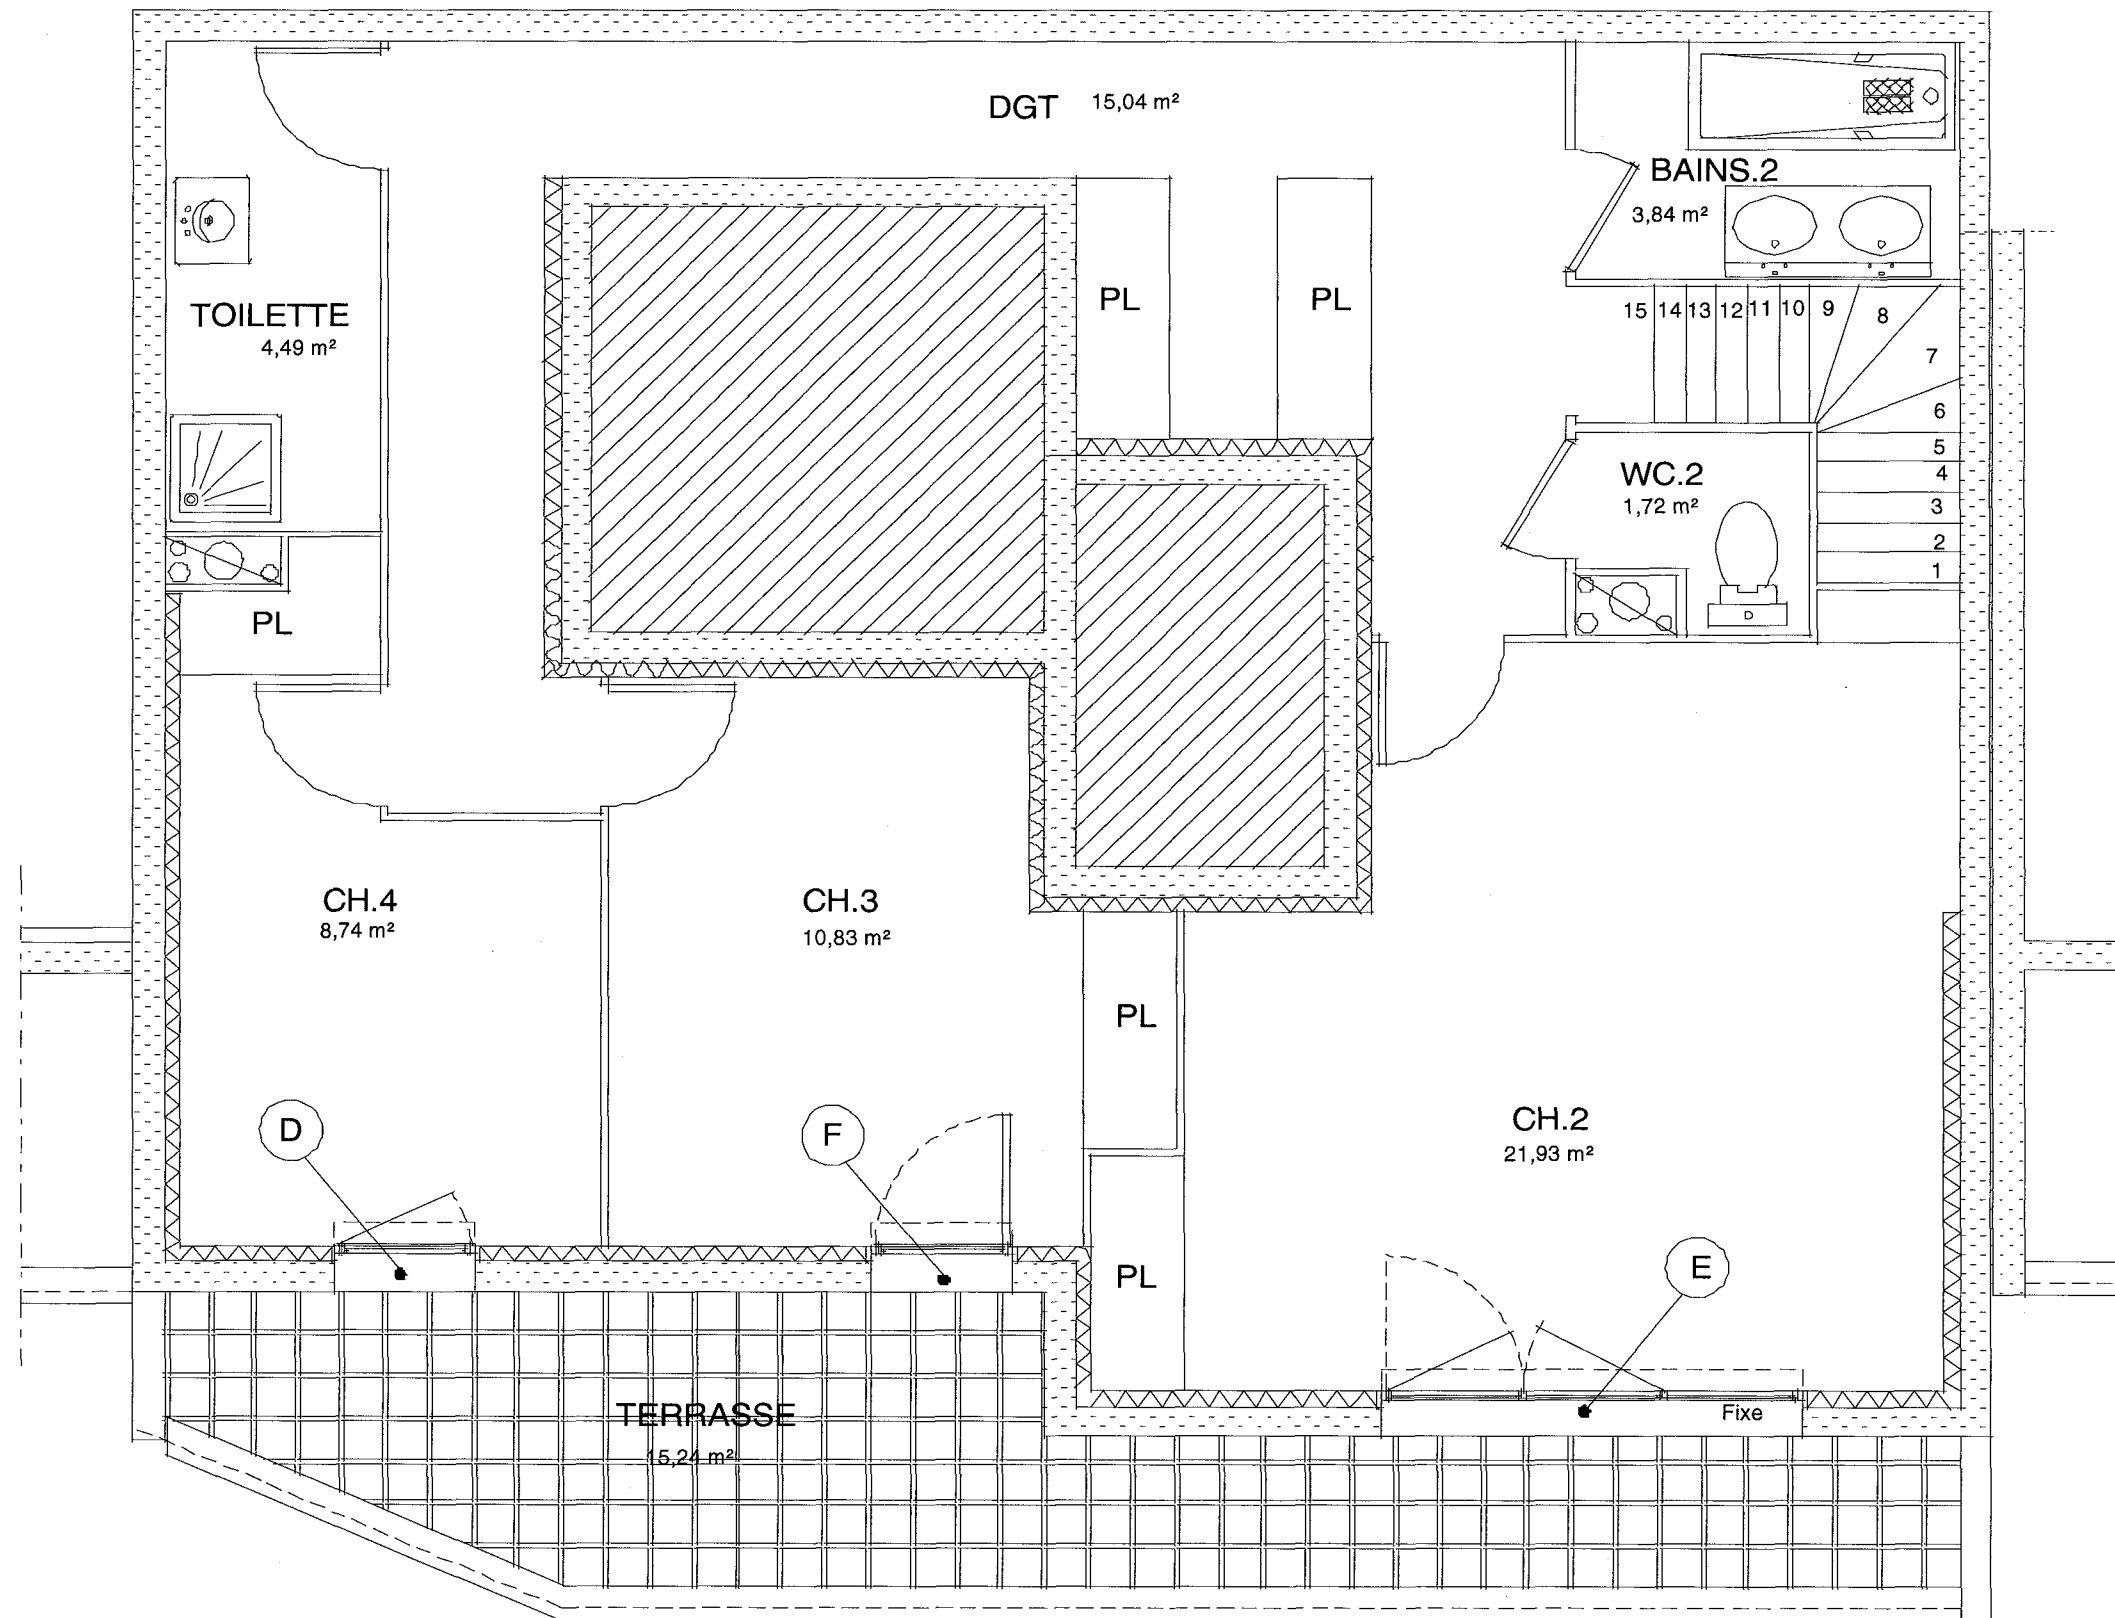 DGT 15,04 m²
BAINS.2
3,84 m²
TOILETTE
4,49 m²
PL
PL
15 14 13 12 11 10 9 8
7
6
5
4
3
2
1
WC.2
1,72 m²
D
PL
CH.4
8,74 m²
CH.3
10,83 m²
PL
CH.2
21,93 m²
D
F
E
PL
Fixe
TERRASSE
15,24 m²